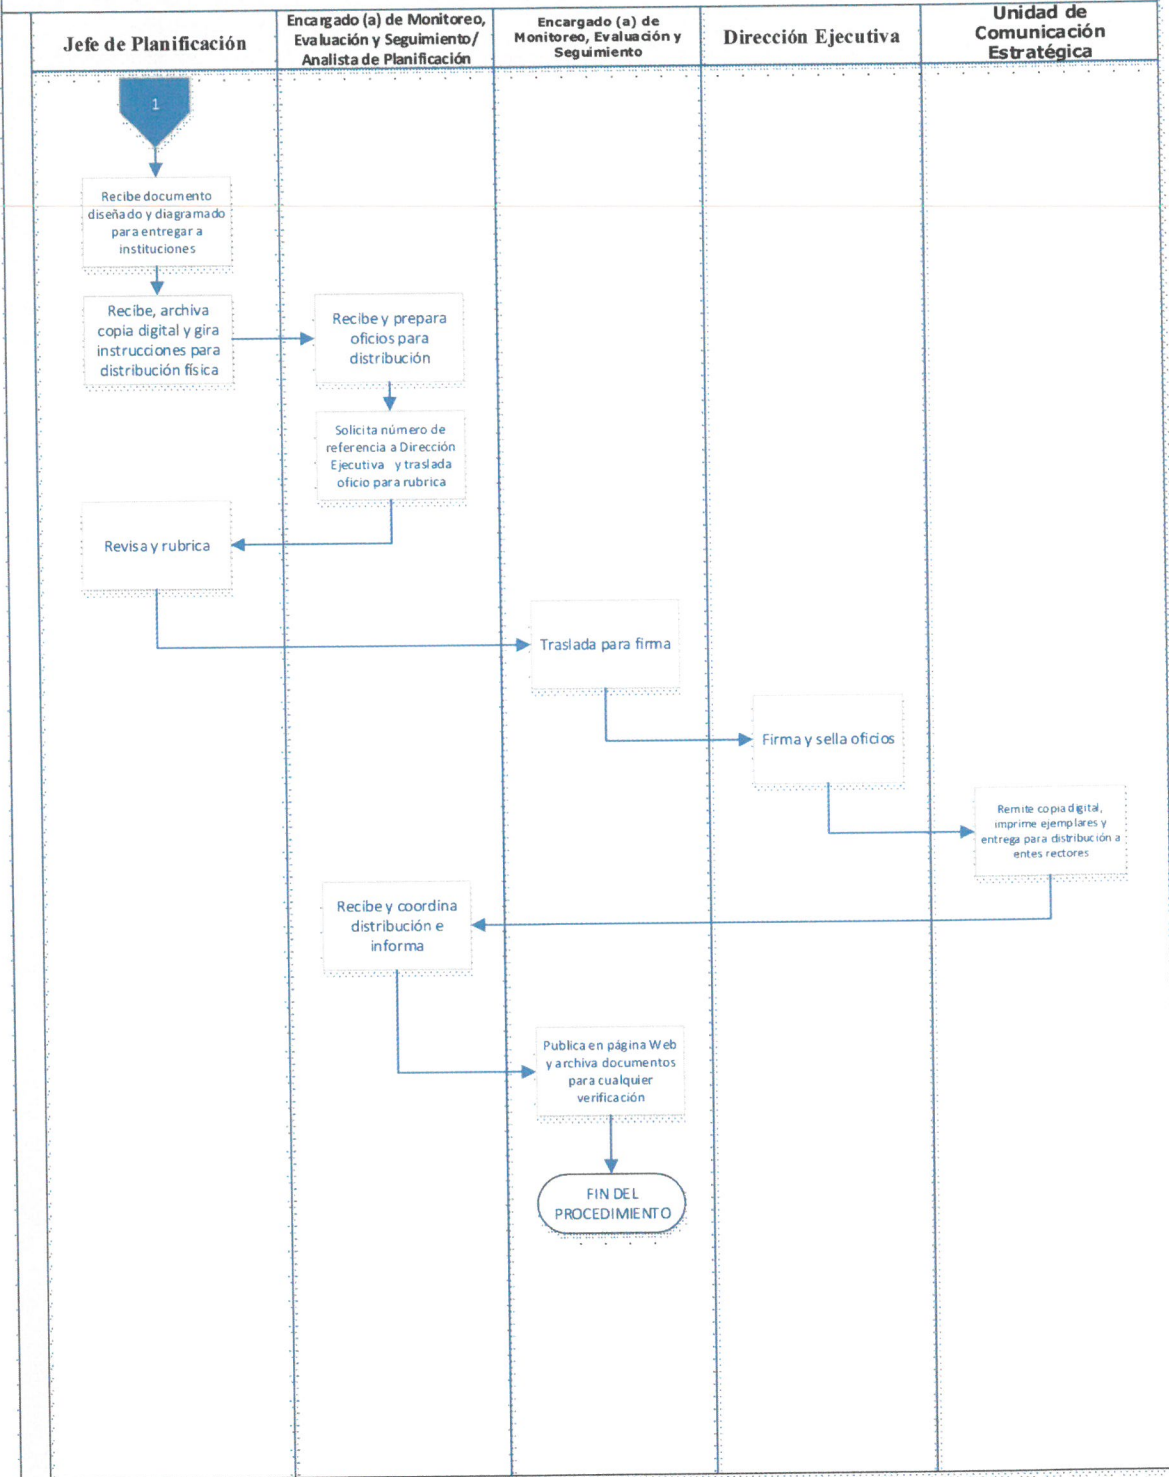 Jefe de Planificación
Encargado (a) de Monitoreo,
Evaluación y Seguimiento/
Analista de Planificación
Encargado (a) de
Monitoreo, Evaluación y
Seguimiento
Dirección Ejecutiva
Unidad de
Comunicación
Estratégica
1
Recibe documento
diseñado y diagramado
para entregar a
instituciones
Recibe, archiva
copia digital y gira
instrucciones para
distribución física
Recibe y prepara
oficios para
distribución
Solicita número de
referencia a Dirección
Ejecutiva y traslada
oficio para rubrica
Revisa y rubrica
Traslada para firma
Firma y sella oficios
Remite copia digital,
imprime ejemplares y
entrega para distribución a
entes rectores
Recibe y coordina
distribución e
informa
Publica en página Web
y archiva documentos
para cualquier
verificación
FIN DEL
PROCEDIMIENTO